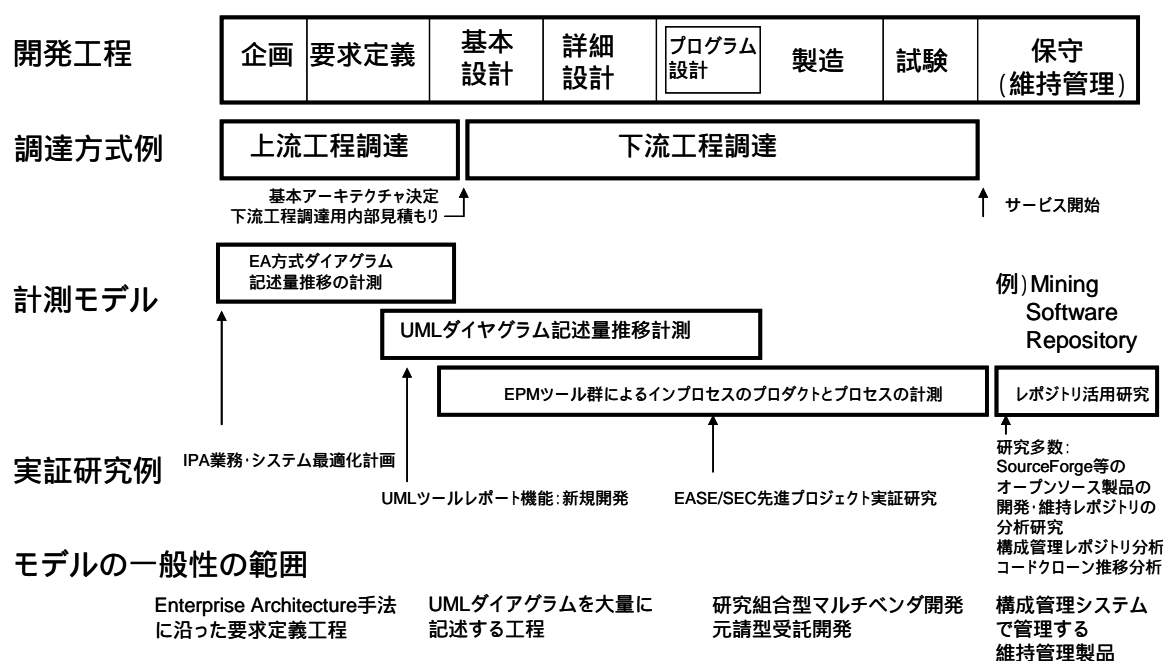 開発工程
企画
要求定義
基本
設計
詳細
設計
プログラム
設計
製造
試験
保守
(維持管理)
調達方式例
上流工程調達
下流工程調達
基本アーキテクチャ決定
下流工程調達用内部見積もり
サービス開始
計測モデル
EA方式ダイアグラム
記述量推移の計測
UMLダイヤグラム記述量推移計測
EPMツール群によるインプロセスのプロダクトとプロセスの計測
例)Mining
Software
Repository
レポジトリ活用研究
実証研究例
IPA業務・システム最適化計画
UMLツールレポート機能:新規開発
EASE/SEC先進プロジェクト実証研究
研究多数:
SourceForge等の
オープンソース製品の
開発・維持レポジトリの
分析研究
構成管理レポジトリ分析
コードクローン推移分析
モデルの一般性の範囲
Enterprise Architecture手法
に沿った要求定義工程
UMLダイアグラムを大量に
記述する工程
研究組合型マルチベンダ開発
元請型受託開発
構成管理システム
で管理する
維持管理製品